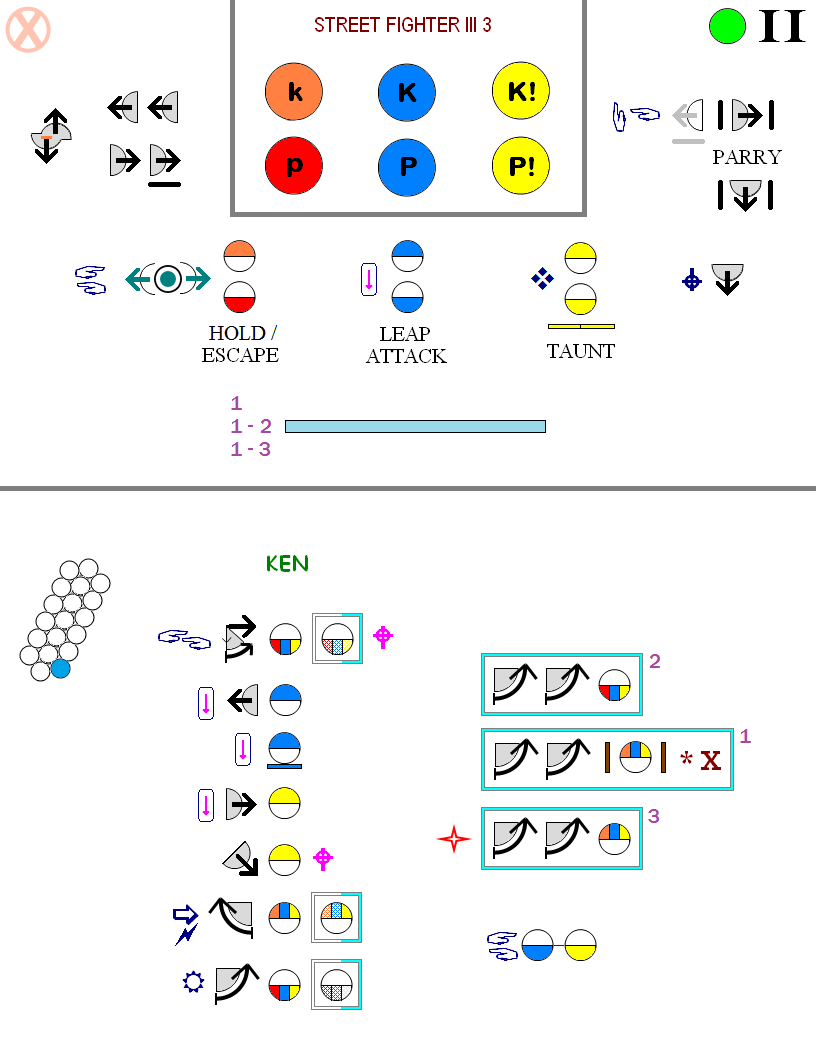 STREET FIGHTER III 3
II
k K K!
p P P!
PARRY
HOLD /
ESCAPE
LEAP
ATTACK
TAUNT
1
1 - 2
1 - 3
KEN
2
1
* X
3